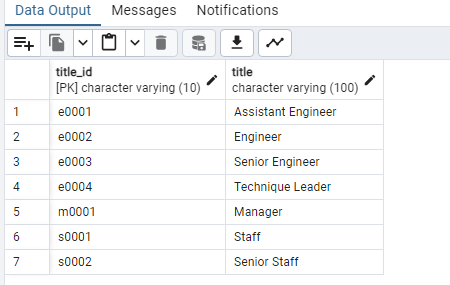 Data Output Messages Notifications
title_id title
[PK] character varying (10) character varying (100)
1 e0001 Assistant Engineer
2 e0002 Engineer
3 e0003 Senior Engineer
4 e0004 Technique Leader
5 m0001 Manager
6 s0001 Staff
7 s0002 Senior Staff